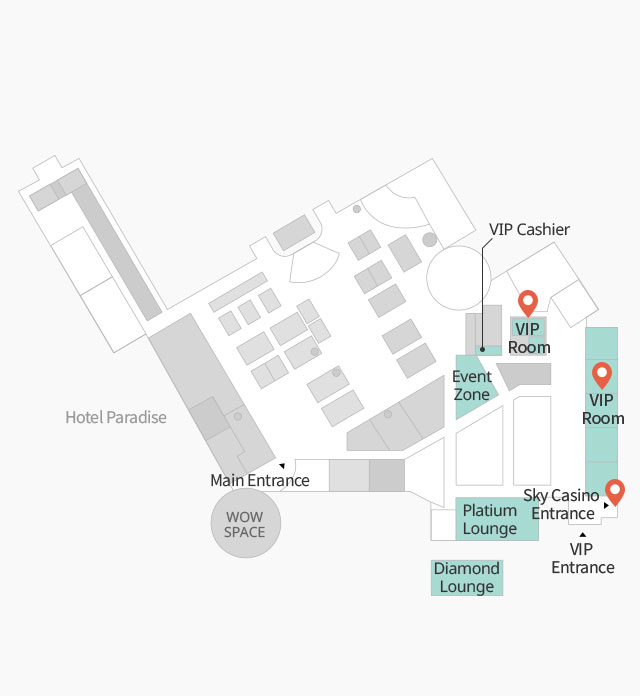 VIP Cashier
VIP
Room
Event
Zone
VIP
Room
Hotel Paradise
Main Entrance
Sky Casino
Entrance
WOW
SPACE
Platium
Lounge
VIP
Entrance
Diamond
Lounge